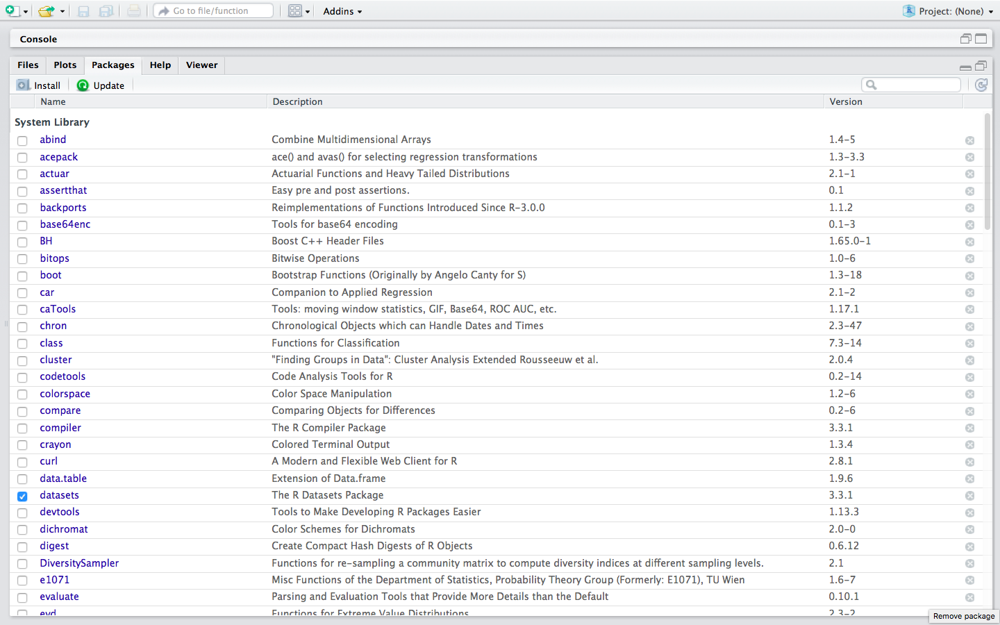 Go to file/function Addins Project: (None)
Console
Files Plots Packages Help Viewer
Install Update
Name Description Version
System Library
abind Combine Multidimensional Arrays 1.4-5
acepack ace() and avas() for selecting regression transformations 1.3-3.3
actuar Actuarial Functions and Heavy Tailed Distributions 2.1-1
assertthat Easy pre and post assertions. 0.1
backports Reimplementations of Functions Introduced Since R-3.0.0 1.1.2
base64enc Tools for base64 encoding 0.1-3
BH Boost C++ Header Files 1.65.0-1
bitops Bitwise Operations 1.0-6
boot Bootstrap Functions (Originally by Angelo Canty for S) 1.3-18
car Companion to Applied Regression 2.1-2
caTools Tools: moving window statistics, GIF, Base64, ROC AUC, etc. 1.17.1
chron Chronological Objects which can Handle Dates and Times 2.3-47
class Functions for Classification 7.3-14
cluster "Finding Groups in Data": Cluster Analysis Extended Rousseeuw et al. 2.0.4
codetools Code Analysis Tools for R 0.2-14
colorspace Color Space Manipulation 1.2-6
compare Comparing Objects for Differences 0.2-6
compiler The R Compiler Package 3.3.1
crayon Colored Terminal Output 1.3.4
curl A Modern and Flexible Web Client for R 2.8.1
data.table Extension of Data.frame 1.9.6
datasets The R Datasets Package 3.3.1
devtools Tools to Make Developing R Packages Easier 1.13.3
dichromat Color Schemes for Dichromats 2.0-0
digest Create Compact Hash Digests of R Objects 0.6.12
DiversitySampler Functions for re-sampling a community matrix to compute diversity indices at different sampling levels. 2.1
e1071 Misc Functions of the Department of Statistics, Probability Theory Group (Formerly: E1071), TU Wien 1.6-7
evaluate Parsing and Evaluation Tools that Provide More Details than the Default 0.10.1
evd Functions for Extreme Value Distributions 2.3-2
Remove package